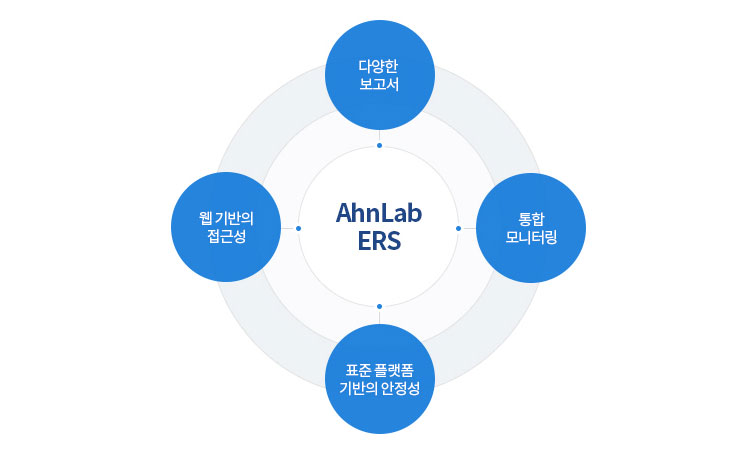 다양한
보고서
웹 기반의
접근성
AhnLab
ERS
통합
모니터링
표준 플랫폼
기반의 안정성